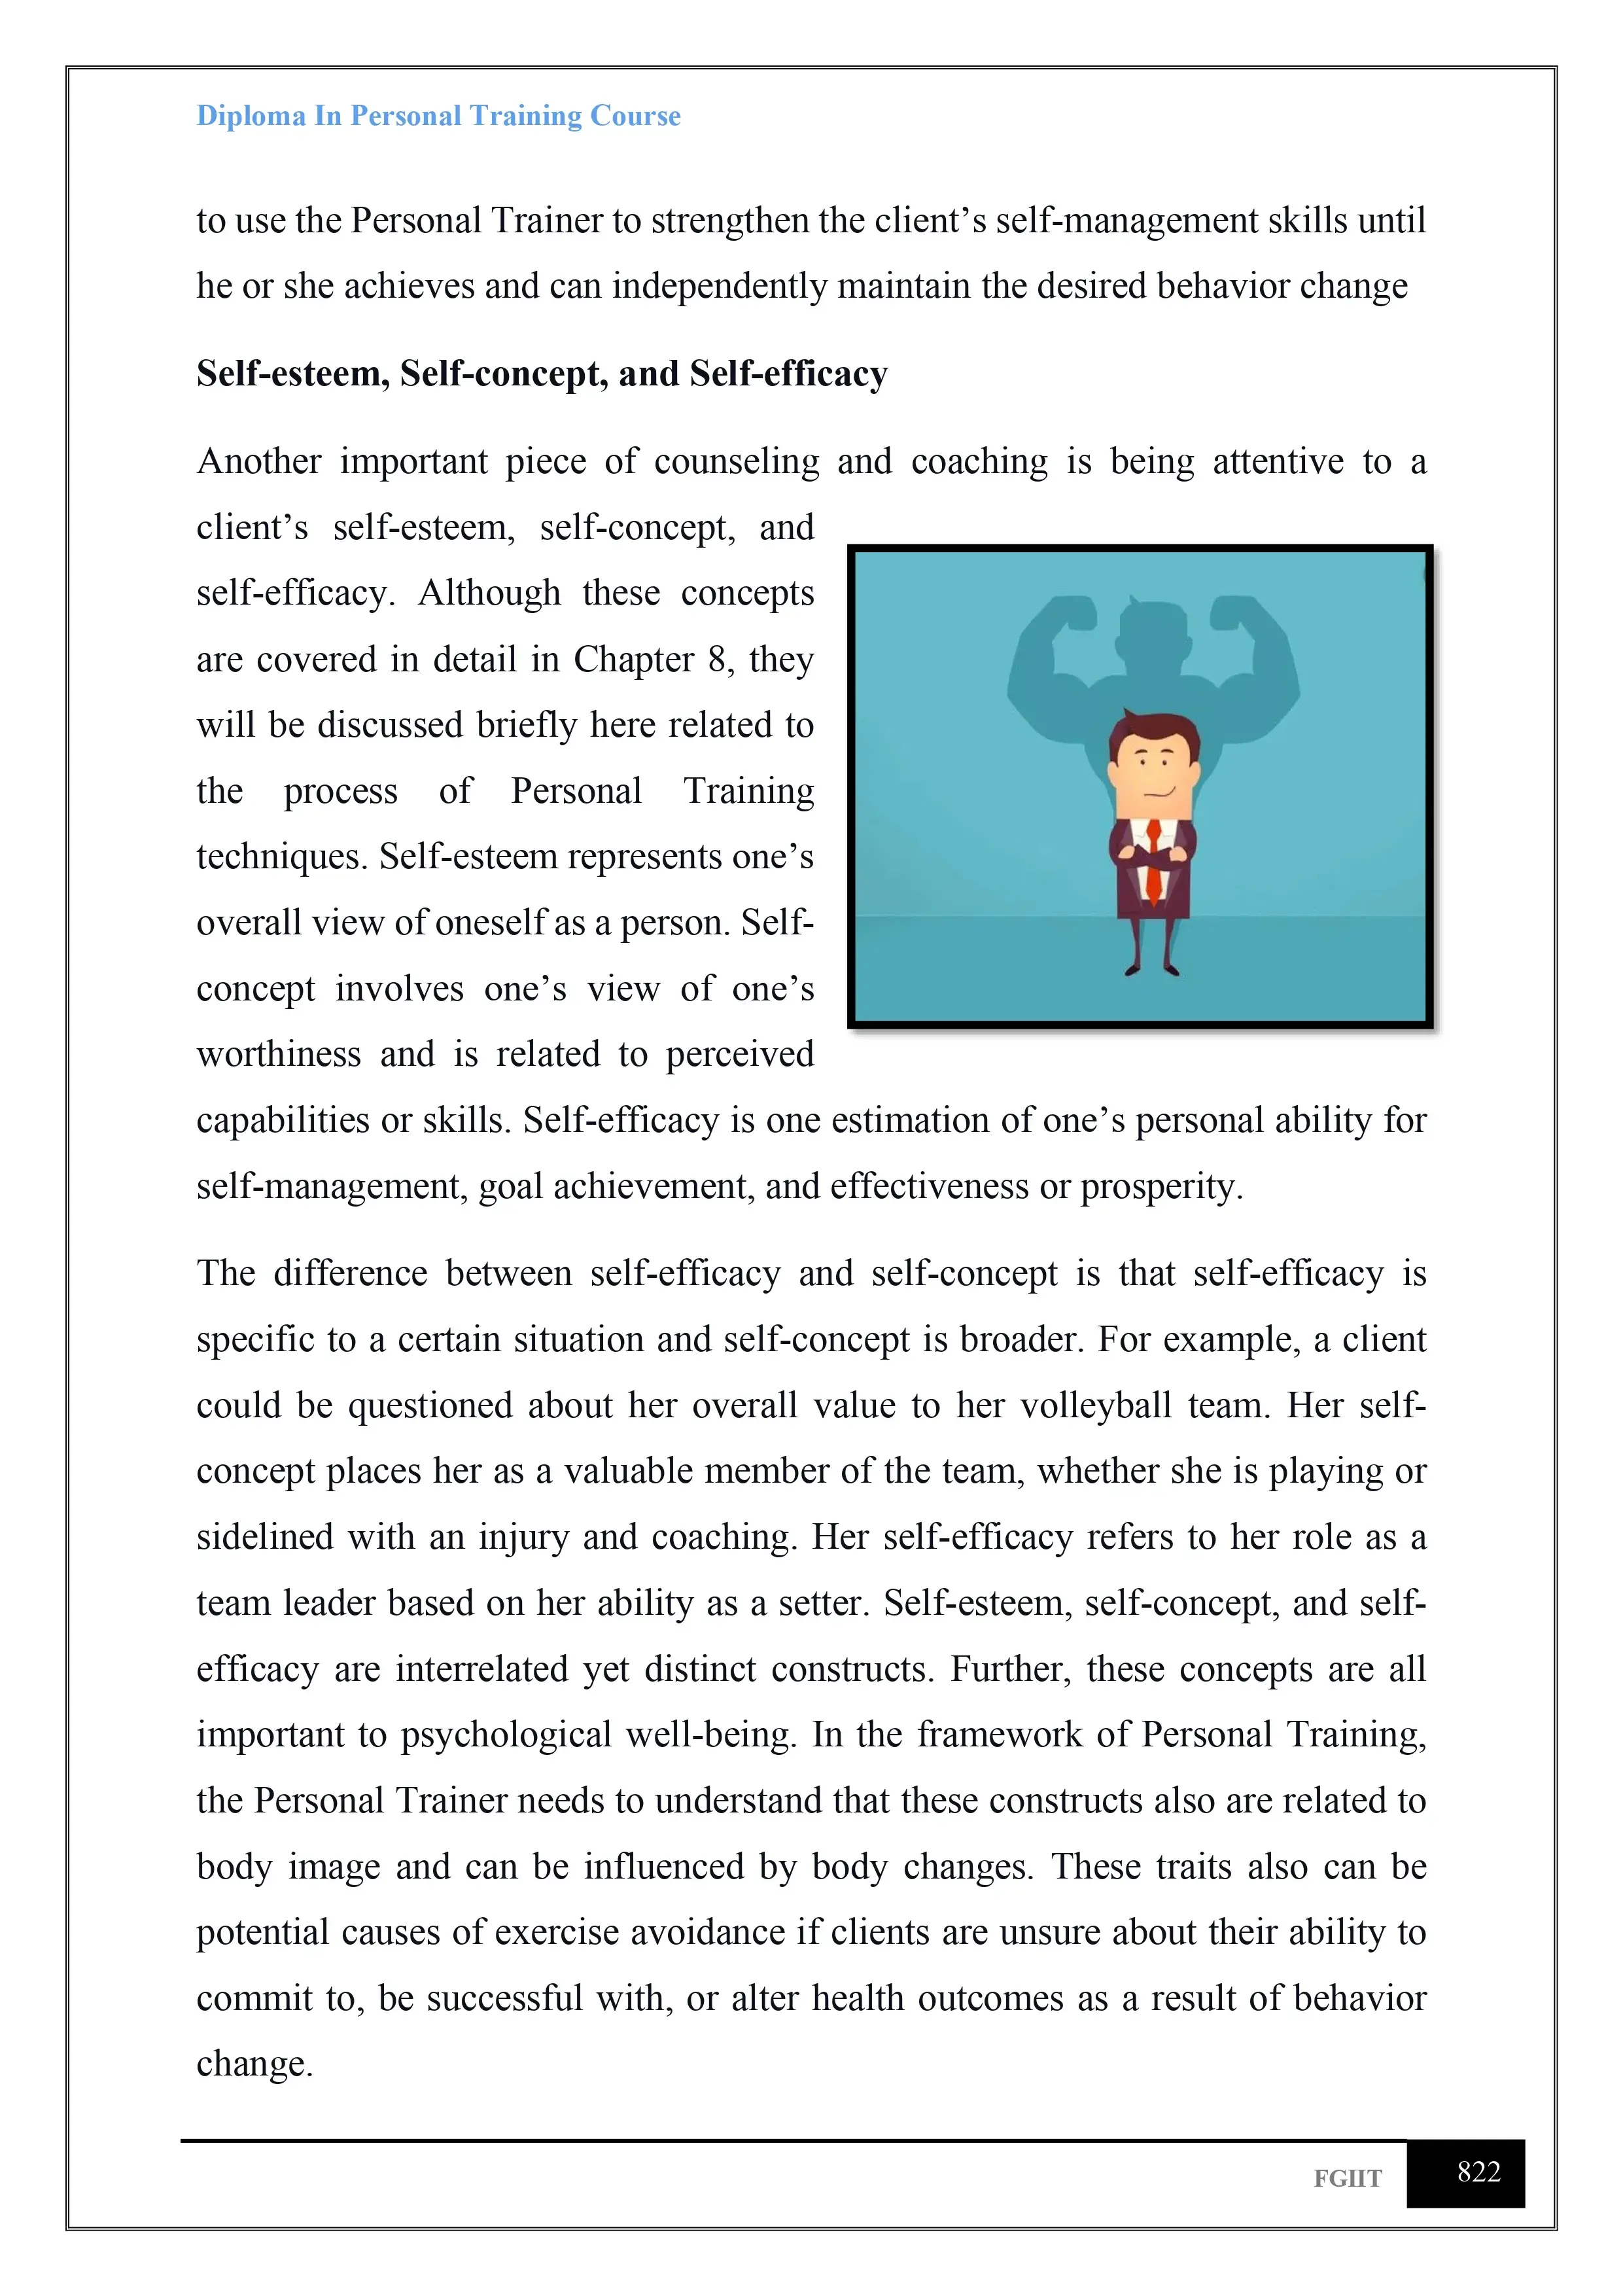 Diploma In Personal Training Course
to use the Personal Trainer to strengthen the client’s self-management skills until
he or she achieves and can independently maintain the desired behavior change
Self-esteem, Self-concept, and Self-efficacy
Another important piece of counseling and coaching is being attentive to a
client’s self-esteem, self-concept, and
self-efficacy. Although these concepts
are covered in detail in Chapter 8, they
will be discussed briefly here related to
the process of Personal Training
techniques. Self-esteem represents one’s
overall view of oneself as a person. Self-
concept involves one’s view of one’s
worthiness and is related to perceived
capabilities or skills. Self-efficacy is one estimation of one’s personal ability for
self-management, goal achievement, and effectiveness or prosperity.
The difference between self-efficacy and self-concept is that self-efficacy is
specific to a certain situation and self-concept is broader. For example, a client
could be questioned about her overall value to her volleyball team. Her self-
concept places her as a valuable member of the team, whether she is playing or
sidelined with an injury and coaching. Her self-efficacy refers to her role as a
team leader based on her ability as a setter. Self-esteem, self-concept, and self-
efficacy are interrelated yet distinct constructs. Further, these concepts are all
important to psychological well-being. In the framework of Personal Training,
the Personal Trainer needs to understand that these constructs also are related to
body image and can be influenced by body changes. These traits also can be
potential causes of exercise avoidance if clients are unsure about their ability to
commit to, be successful with, or alter health outcomes as a result of behavior
change.
FGIIT
822